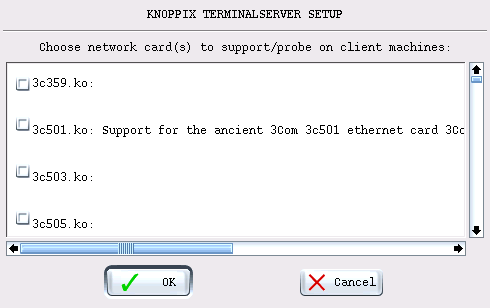 KNOPPIX TERMINALSERVER SETUP
Choose network card(s) to support/probe on client machines:
3c359.ko:
3c501.ko: Support for the ancient 3Com 3c501 ethernet card 3Co
3c503.ko:
3c505.ko:
OK
Cancel